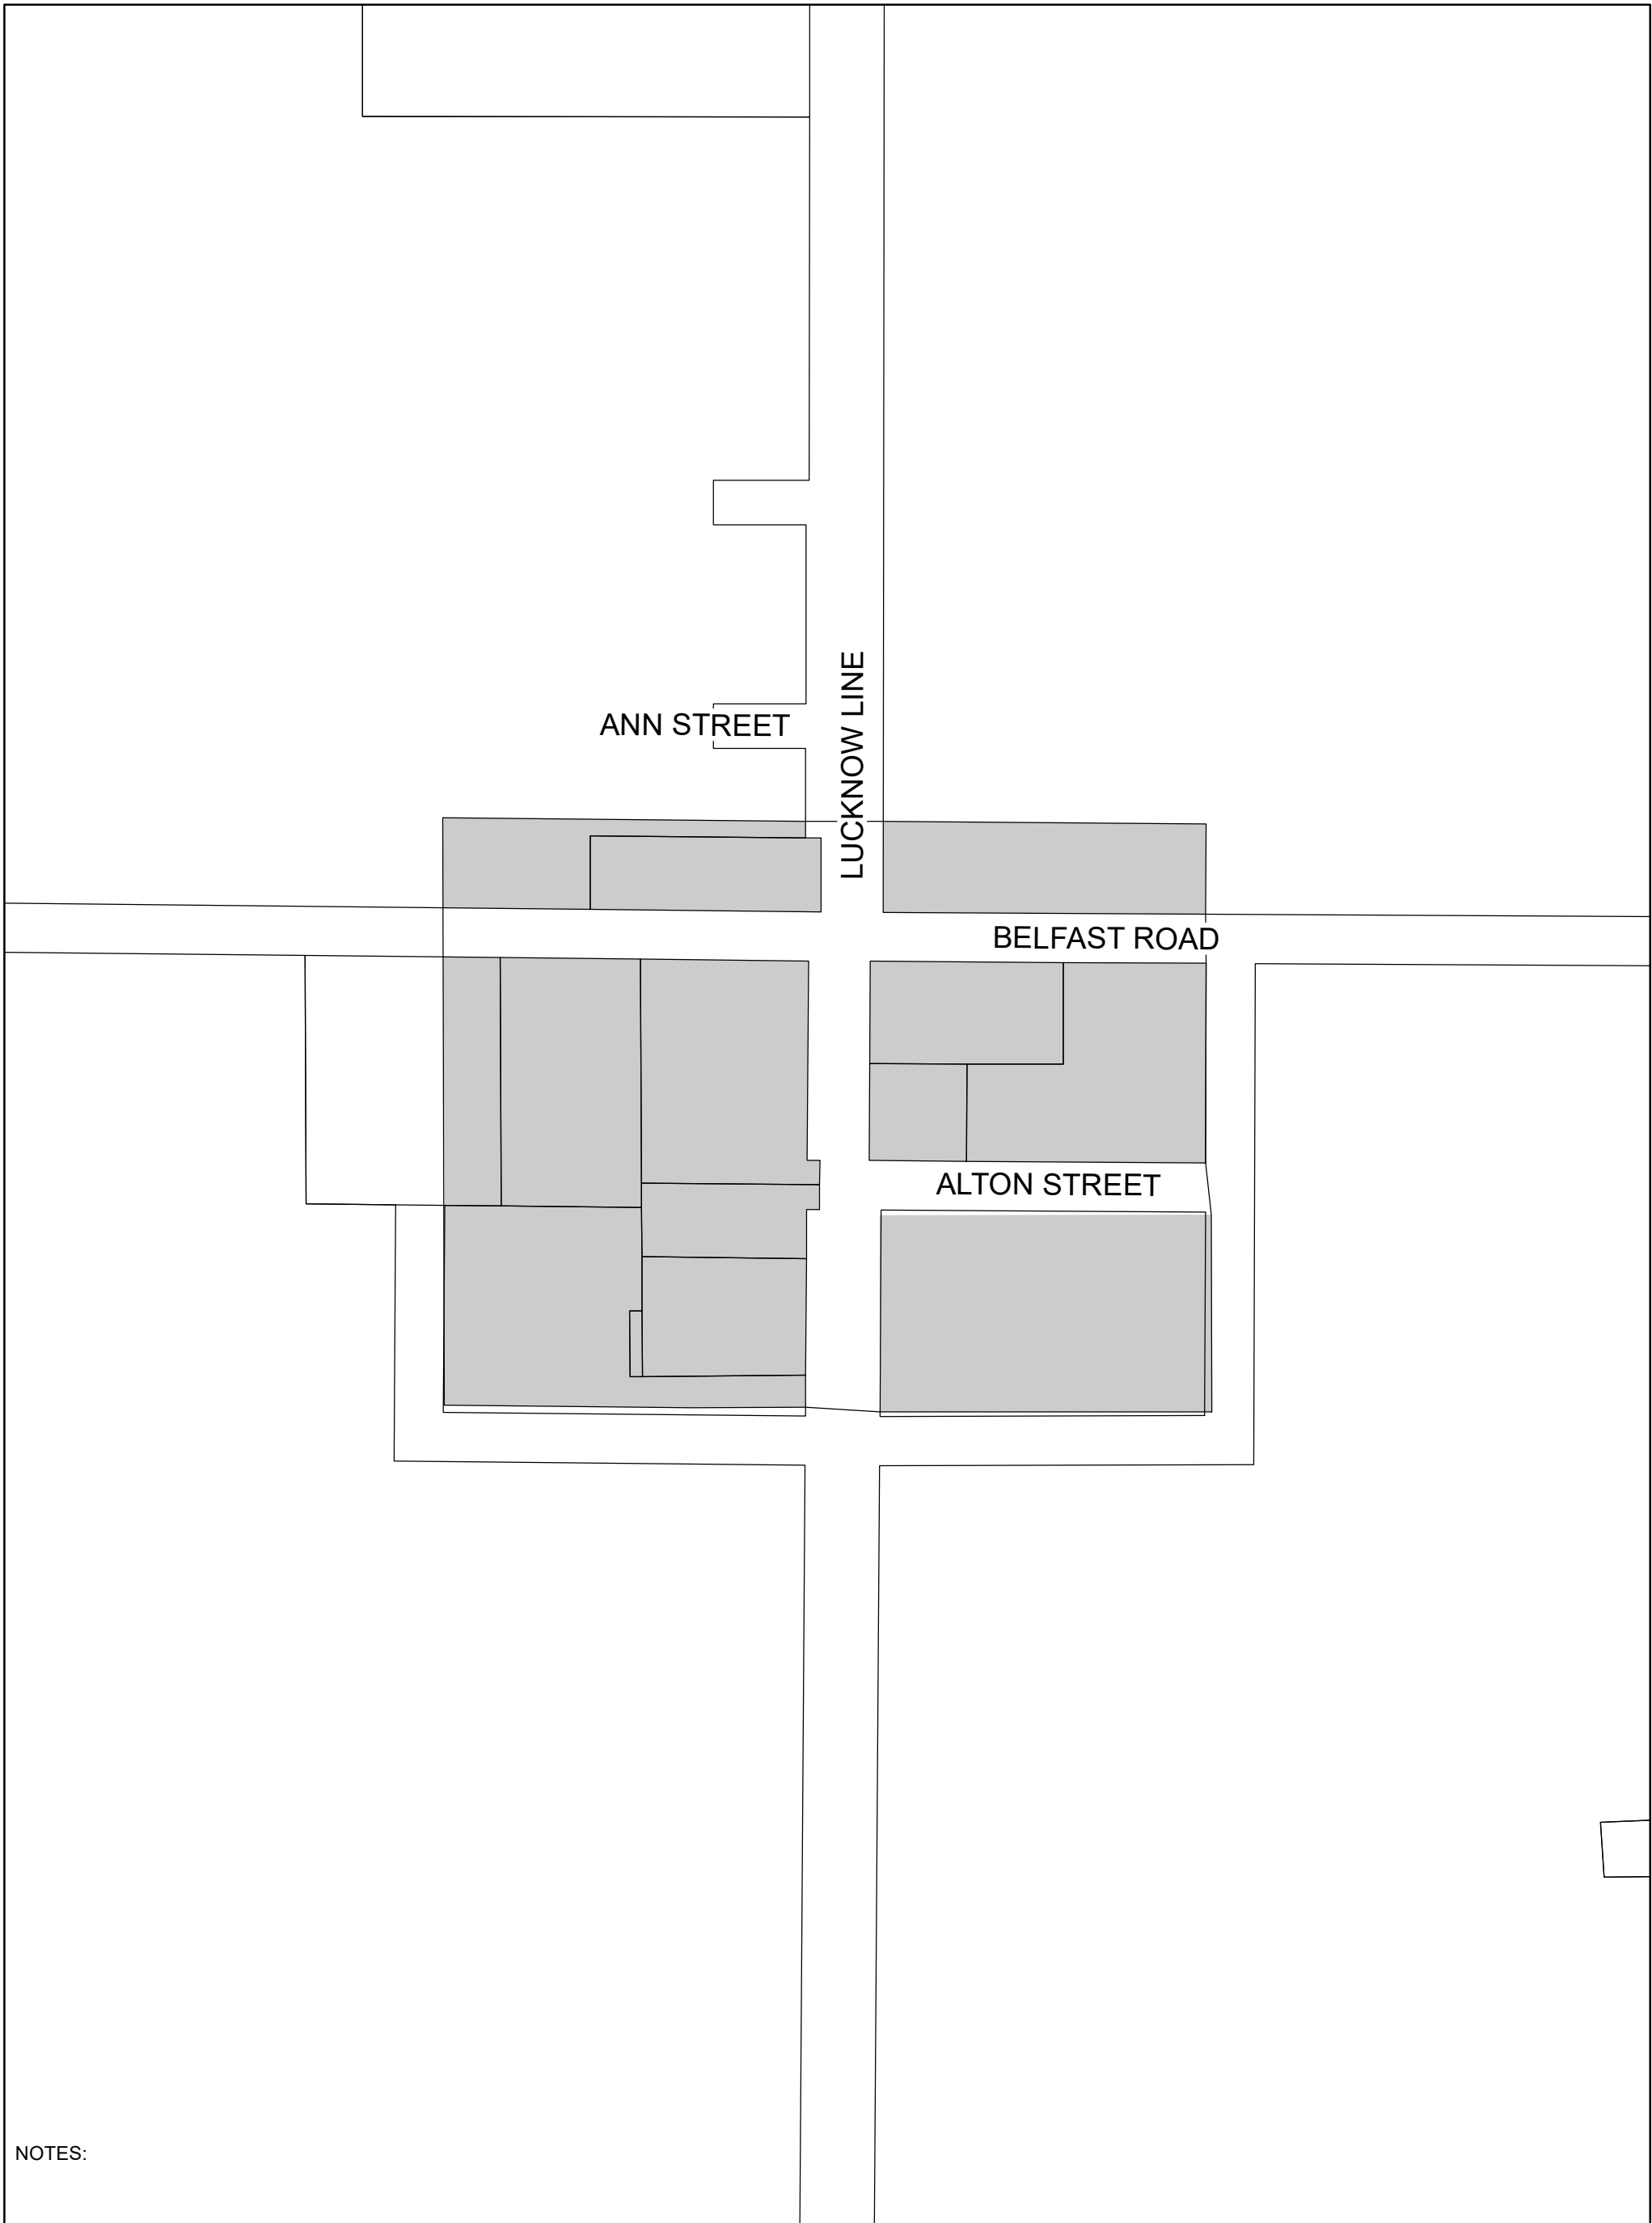 ANN STREET
LUCKNOW LINE
BELFAST ROAD
ALTON STREET
NOTES: